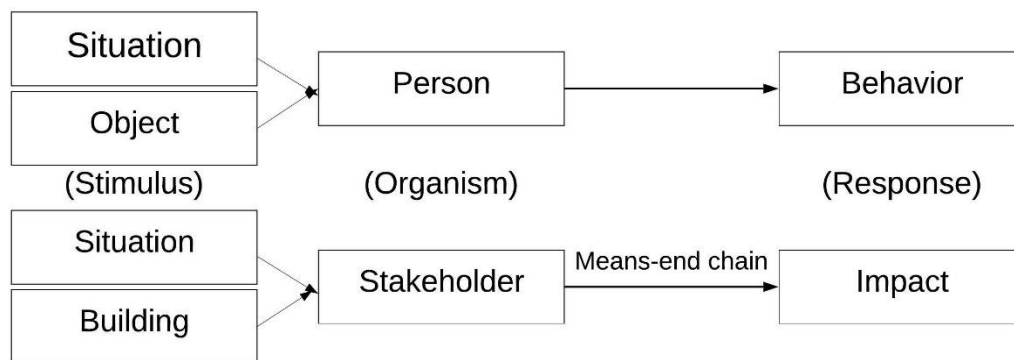 Situation
Object
Person
Behavior
(Stimulus)
(Organism)
(Response)
Situation
Building
Stakeholder
Means-end chain
Impact